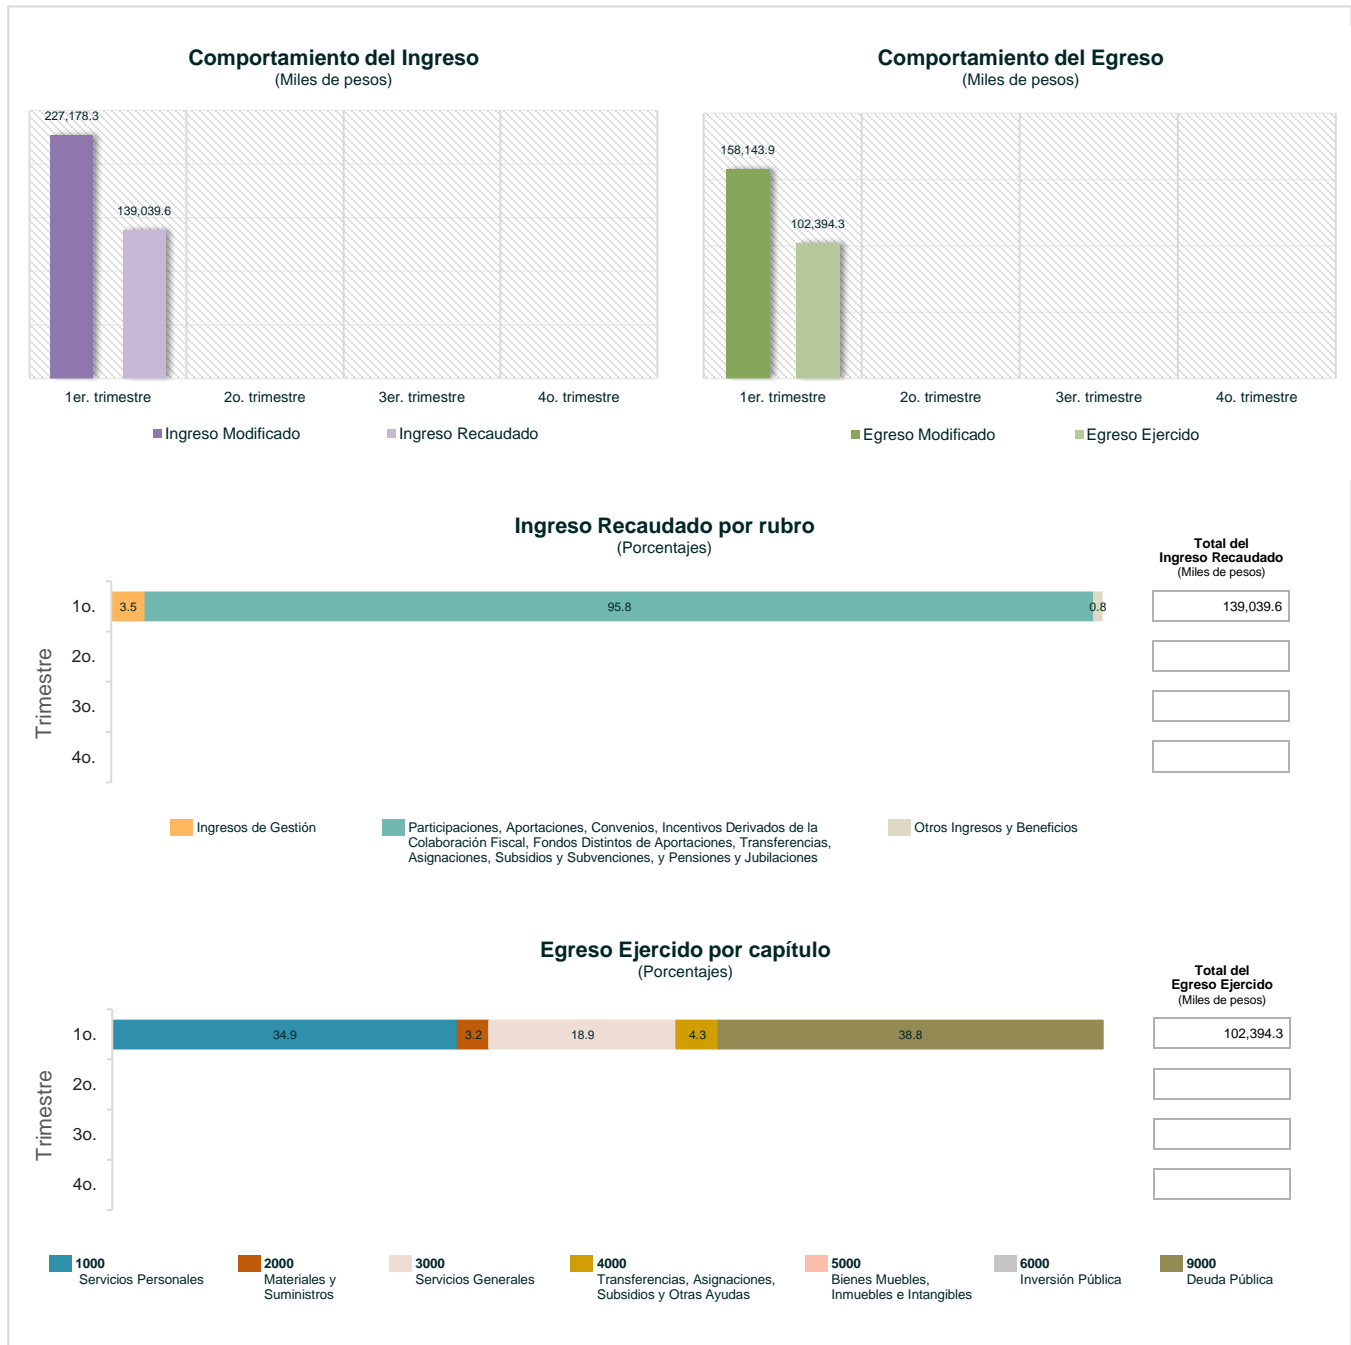 Comportamiento del Ingreso
(Miles de pesos)
227,178.3
139,039.6
1er. trimestre
2o. trimestre
3er. trimestre
4o. trimestre
Ingreso Modificado
Ingreso Recaudado
Comportamiento del Egreso
(Miles de pesos)
158,143.9
102,394.3
1er. trimestre
2o. trimestre
3er. trimestre
4o. trimestre
Egreso Modificado
Egreso Ejercido
Ingreso Recaudado por rubro
(Porcentajes)
Total del
Ingreso Recaudado
(Miles de pesos)
Trimestre
1o.
3.5
95.8
0.8
139,039.6
2o.
3o.
4o.
Ingresos de Gestión
Participaciones, Aportaciones, Convenios, Incentivos Derivados de la
Colaboración Fiscal, Fondos Distintos de Aportaciones, Transferencias,
Asignaciones, Subsidios y Subvenciones, y Pensiones y Jubilaciones
Otros Ingresos y Beneficios
Egreso Ejercido por capítulo
(Porcentajes)
Total del
Egreso Ejercido
(Miles de pesos)
Trimestre
1o.
34.9
3.2
18.9
4.3
38.8
102,394.3
2o.
3o.
4o.
1000
Servicios Personales
2000
Materiales y
Suministros
3000
Servicios Generales
4000
Transferencias, Asignaciones,
Subsidios y Otras Ayudas
5000
Bienes Muebles,
Inmuebles e Intangibles
6000
Inversión Pública
9000
Deuda Pública